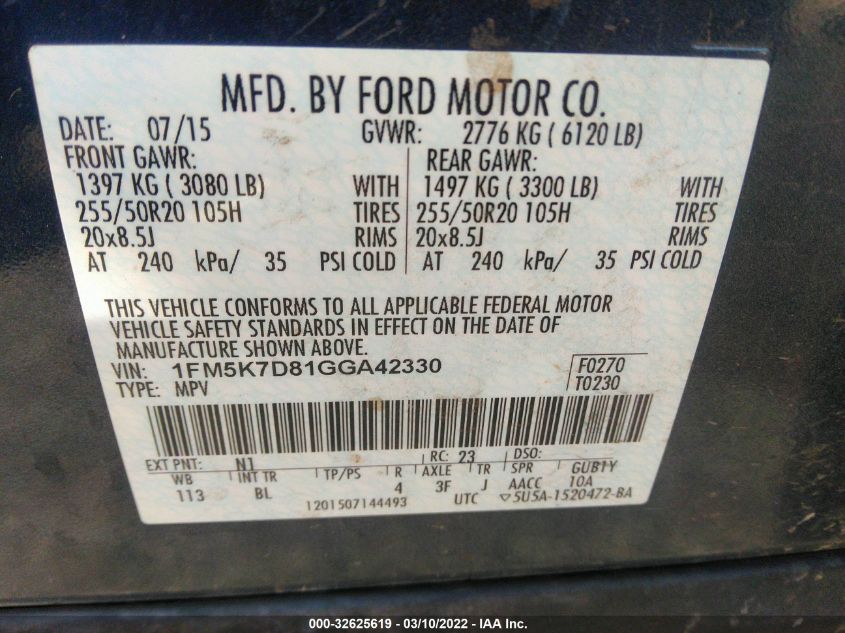 MFD. BY FORD MOTOR CO.
DATE: 07/15 GVWR: 2776 KG ( 6120 LB)
FRONT GAWR: REAR GAWR:
1397 KG ( 3080 LB) WITH 1497 KG ( 3300 LB) WITH
255/50R20 105H TIRES 255/50R20 105H TIRES
20x8.5J RIMS 20x8.5J RIMS
AT 240 kPa/ 35 PSI COLD AT 240 kPa/ 35 PSI COLD
THIS VEHICLE CONFORMS TO ALL APPLICABLE FEDERAL MOTOR
VEHICLE SAFETY STANDARDS IN EFFECT ON THE DATE OF
MANUFACTURE SHOWN ABOVE.
VIN: 1FM5K7D81GGA42330 F0270
TYPE: MPV T0230
EXT PNT: N1 RC: 23 DSO:
WB INT TR TP/PS R AXLE TR SPR GUB1Y
113 BL 4 3F J AACC 10A
1201507144493 UTC ▽5U5A-1520472-BA
000-32625619 - 03/10/2022 - IAA Inc.